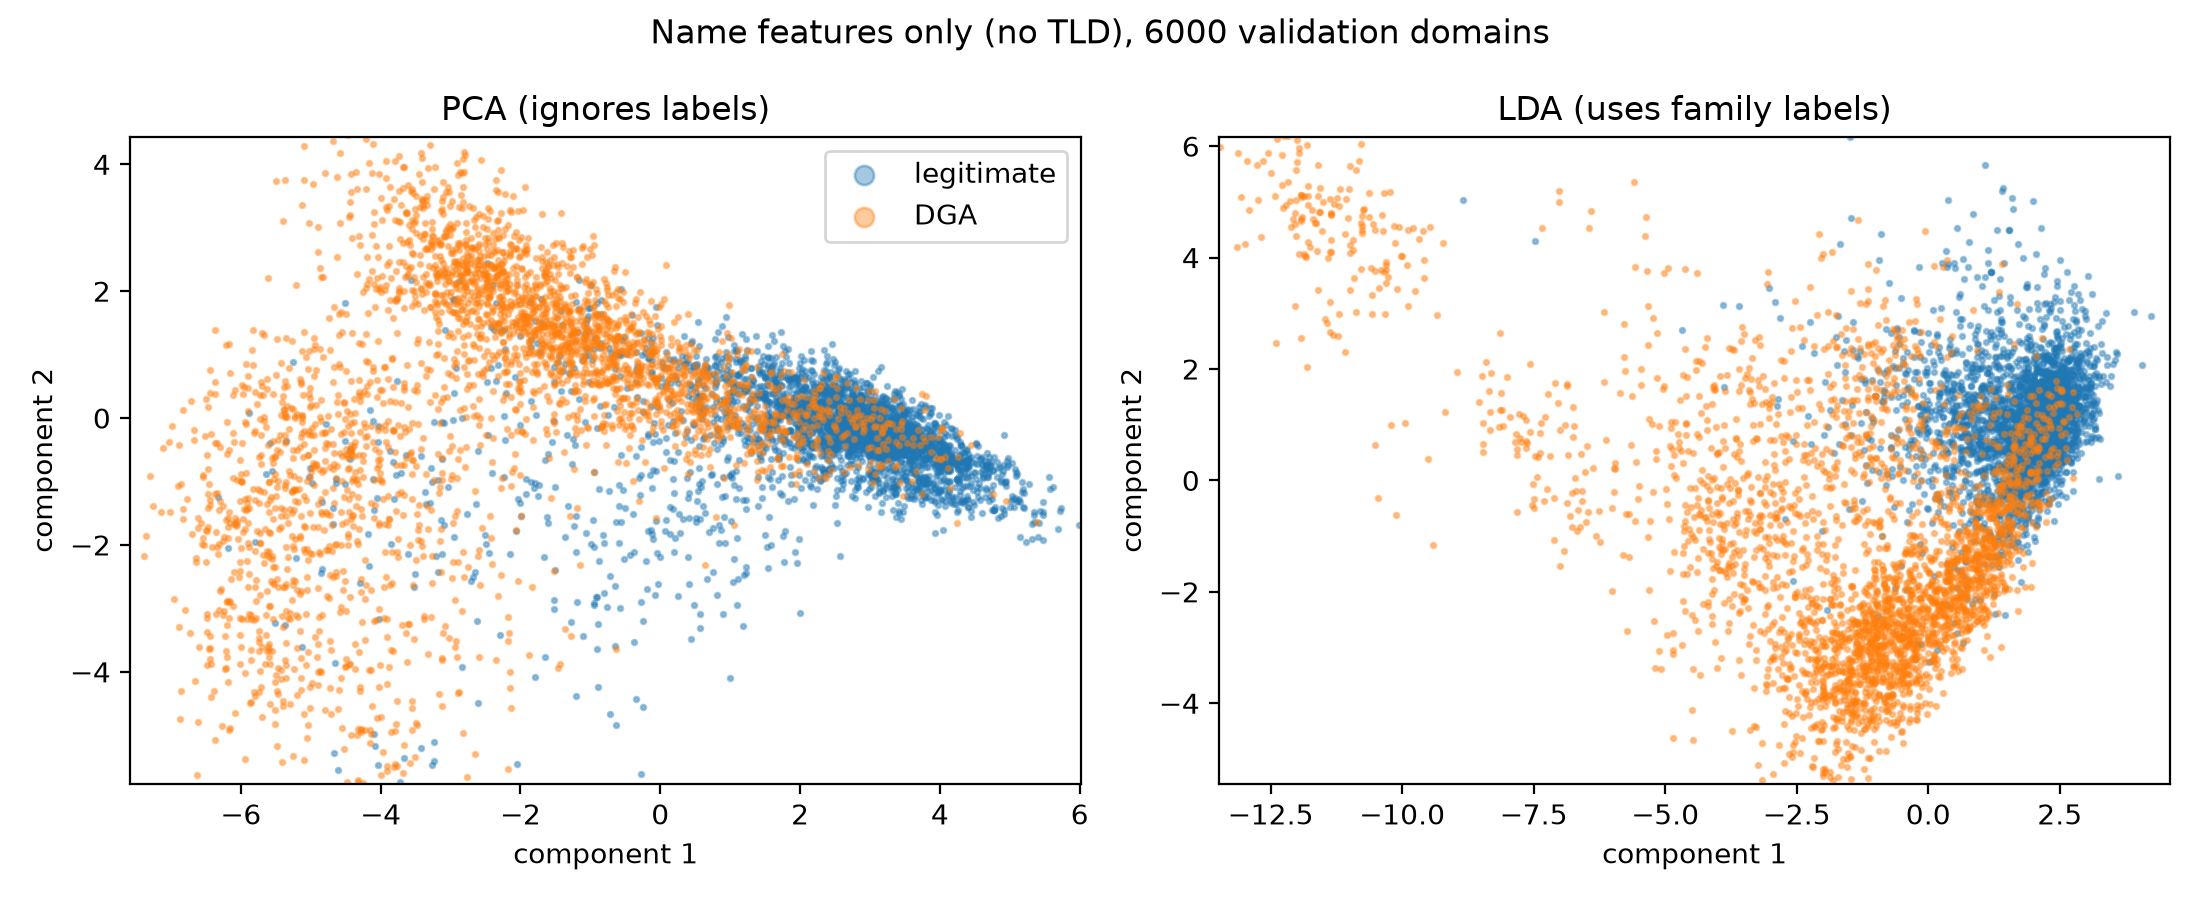 Name features only (no TLD), 6000 validation domains
PCA (ignores labels)
legitimate
DGA
4
2
0
−2
−4
component 2
−6
−4
−2
0
2
4
6
component 1
LDA (uses family labels)
6
4
2
0
−2
−4
component 2
−12.5
−10.0
−7.5
−5.0
−2.5
0.0
2.5
component 1